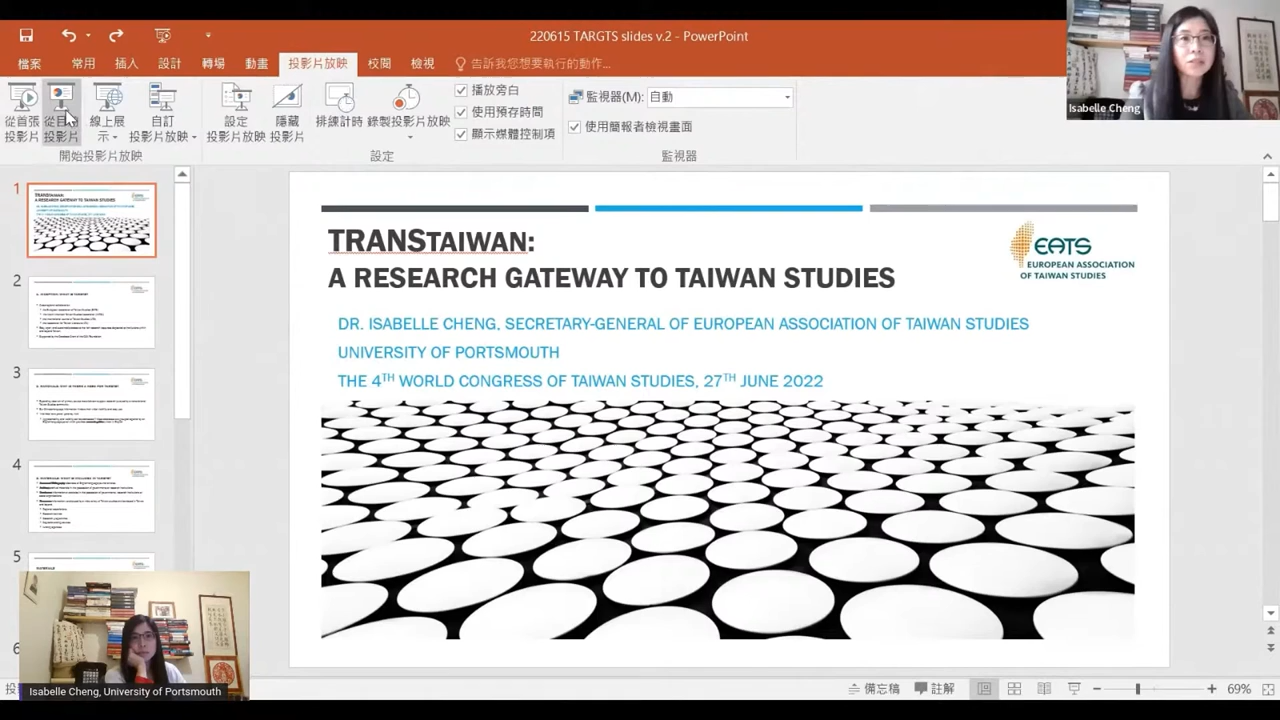 220615 TARGTS slides v.2 - PowerPoint
檔案 常用 插入 設計 轉場 動畫 投影片放映 校閱 檢視 告訴我您想要執行的動作...
從首張投影片
從目前投影片
線上展示
自訂投影片放映
開始投影片放映
設定投影片放映
隱藏投影片
排練計時
錄製投影片放映
播放旁白
使用預存時間
顯示媒體控制項
設定
監視器(M): 自動
使用簡報者檢視畫面
監視器
Isabelle Cheng
1
2
3
4
5
6
TRANSTAIWAN:
A RESEARCH GATEWAY TO TAIWAN STUDIES
EATS
EUROPEAN ASSOCIATION
OF TAIWAN STUDIES
DR. ISABELLE CHENG, SECRETARY-GENERAL OF EUROPEAN ASSOCIATION OF TAIWAN STUDIES
UNIVERSITY OF PORTSMOUTH
THE 4TH WORLD CONGRESS OF TAIWAN STUDIES, 27TH JUNE 2022
Isabelle Cheng, University of Portsmouth
備忘稿 註解 69%